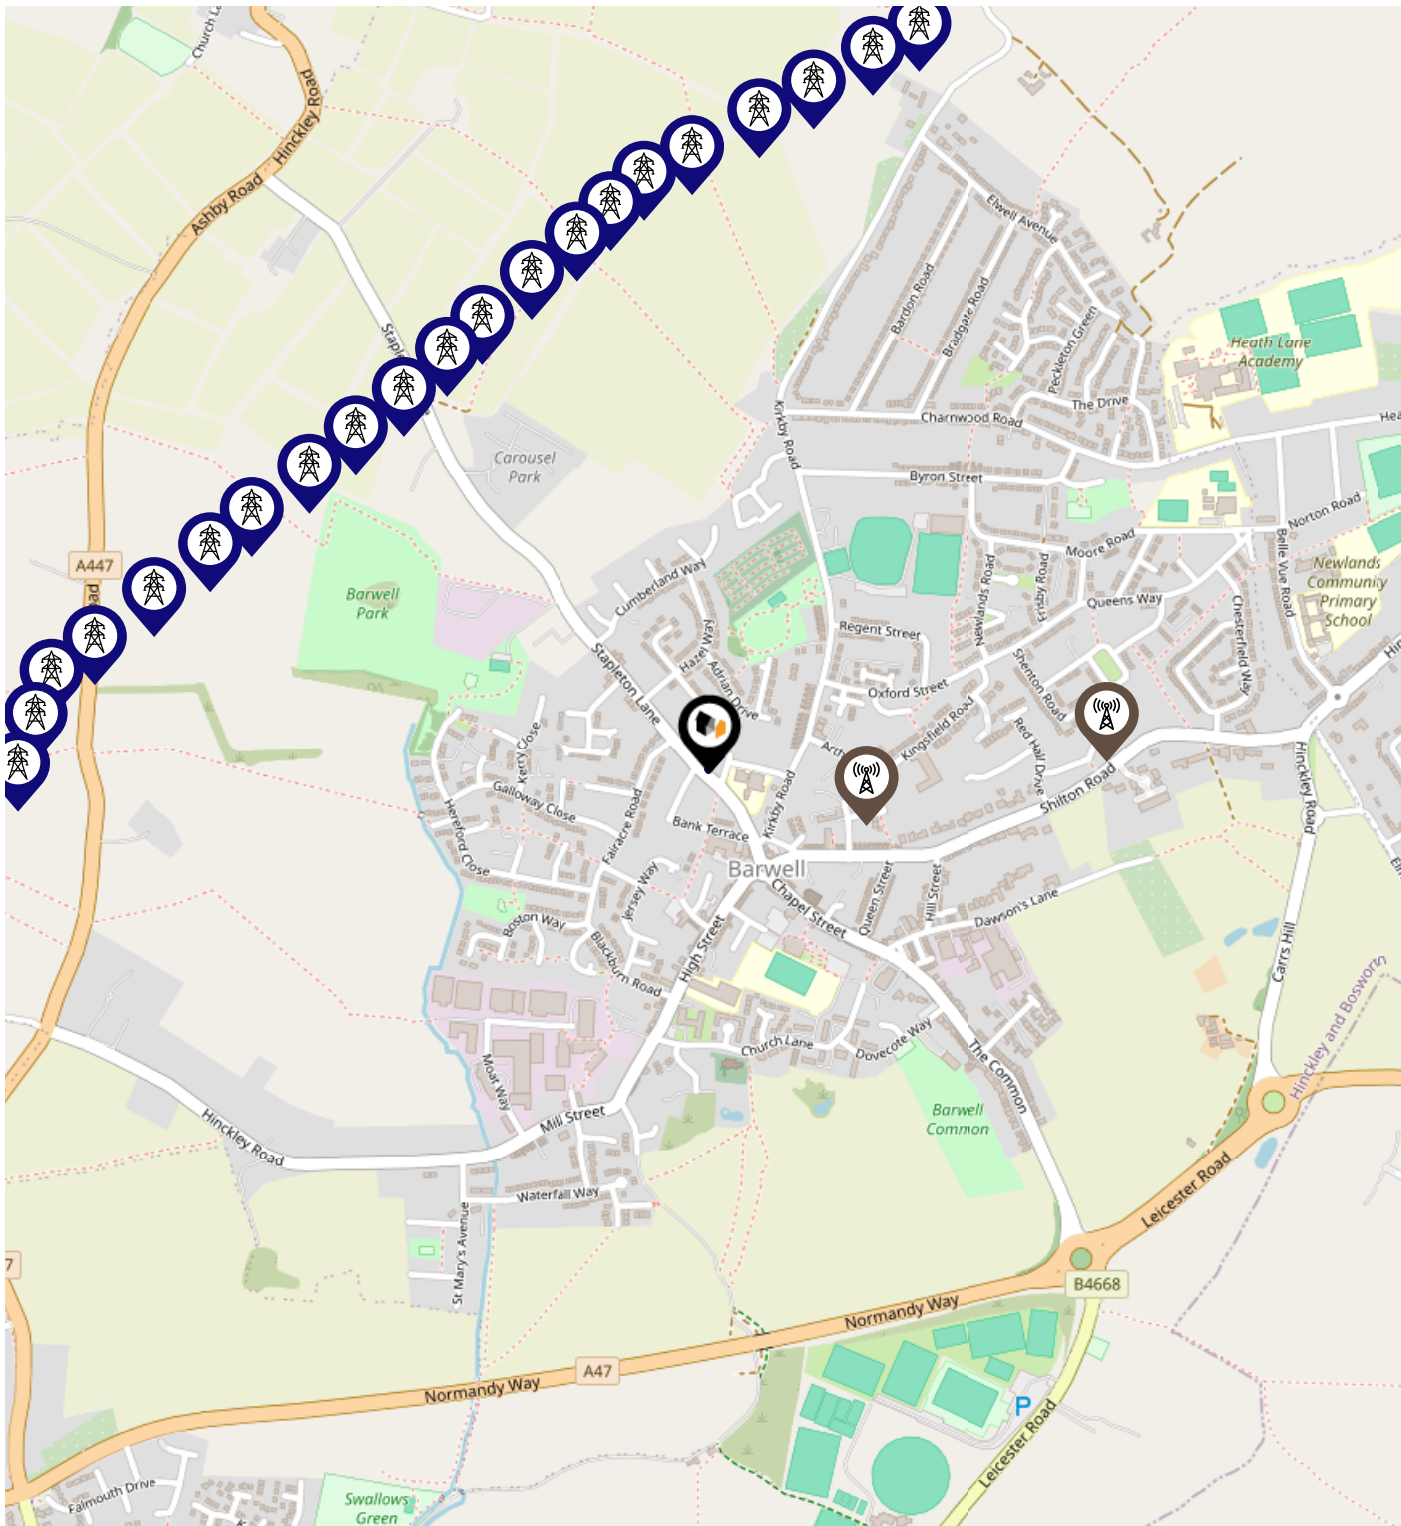 Hinckley Road
Ashby Road
Elwell Avenue
Bardon Road
Bradgate Road
Peckleton Green
Heath Lane
Academy
The Drive
Charnwood Road
Kirkby Road
Carousel
Park
Byron Street
Norton Road
Belle Vue Road
Moore Road
A447
Newlands
Community
Primary
School
Barwell
Park
Cumberland Way
Newlands Road
Frisby Road
Queens Way
Chesterfield Way
Regent Street
Hazel Way
Stapleton Lane
Adrian Drive
Shenton Road
Oxford Street
Kingsfield Road
Red Hall Drive
Kerry Close
Galloway Close
Hereford Close
Fairacre Road
Kirkby Road
Shilton Road
Hinckley Road
Bank Terrace
Barwell
Jersey Way
Chapel Street
Queen Street
Hill Street
Dawson's Lane
Boston Way
Blackburn Road
High Street
Carrs Hill
Hinckley and Bosworth
Church Lane
Dovecote Way
The Common
Moat Way
Mill Street
Barwell
Common
Hinckley Road
Waterfall Way
Leicester Road
St Mary's Avenue
7
B4668
Normandy Way
A47
Normandy Way
P
Leicester Road
Falmouth Drive
Swallows
Green